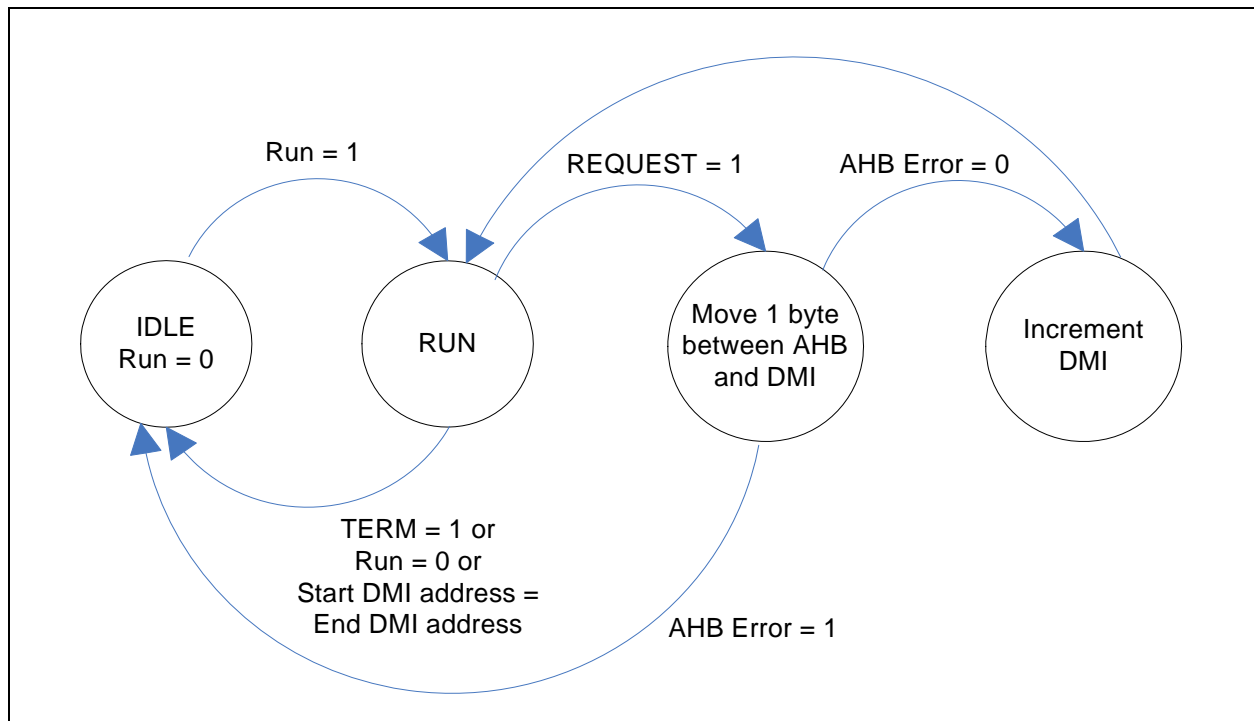 Run = 1
REQUEST = 1
AHB Error = 0
IDLE
Run = 0
RUN
Move 1 byte
between AHB
and DMI
Increment
DMI
TERM = 1 or
Run = 0 or
Start DMI address =
End DMI address
AHB Error = 1